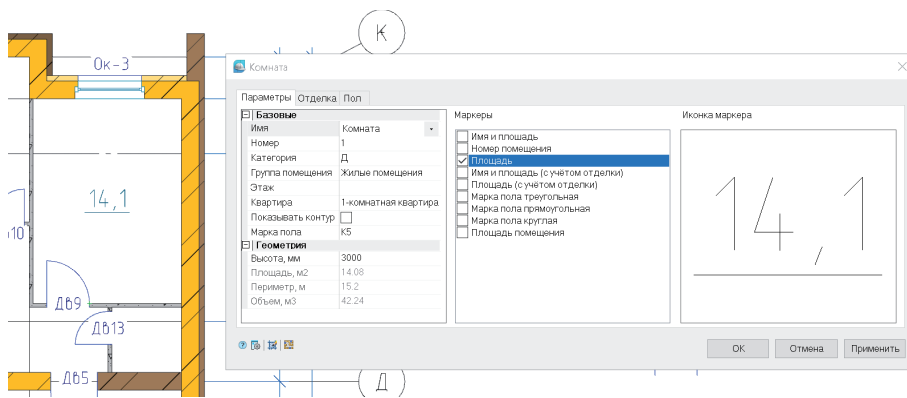 К
Ок-3
14,1
10
Дв9
Дв13
Дв5
Д
Комната
Параметры Отделка Пол
Базовые
Имя Комната
Номер 1
Категория Д
Группа помещения Жилые помещения
Этаж
Квартира 1-комнатная квартира
Показывать контур
Марка пола К5
Геометрия
Высота, мм 3000
Площадь, м2 14.08
Периметр, м 15.2
Объем, м3 42.24
Маркеры
Имя и площадь
Номер помещения
Площадь
Имя и площадь (с учётом отделки)
Площадь (с учётом отделки)
Марка пола треугольная
Марка пола прямоугольная
Марка пола круглая
Площадь помещения
Иконка маркера
14,1
ОК Отмена Применить